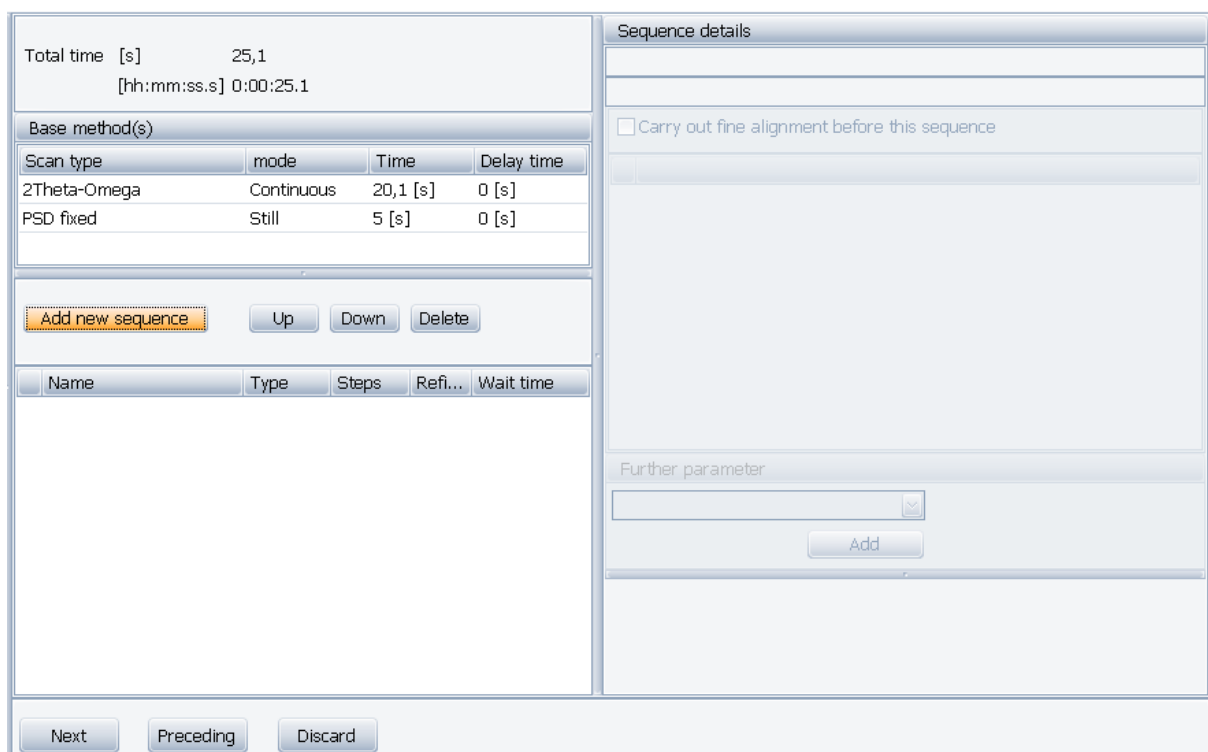 Total time [s] 25,1
[hh:mm:ss.s] 0:00:25.1
Base method(s)
Scan type mode Time Delay time
2Theta-Omega Continuous 20,1 [s] 0 [s]
PSD fixed Still 5 [s] 0 [s]
Add new sequence Up Down Delete
Name Type Steps Refi... Wait time
Sequence details
Carry out fine alignment before this sequence
Further parameter
Add
Next Preceding Discard